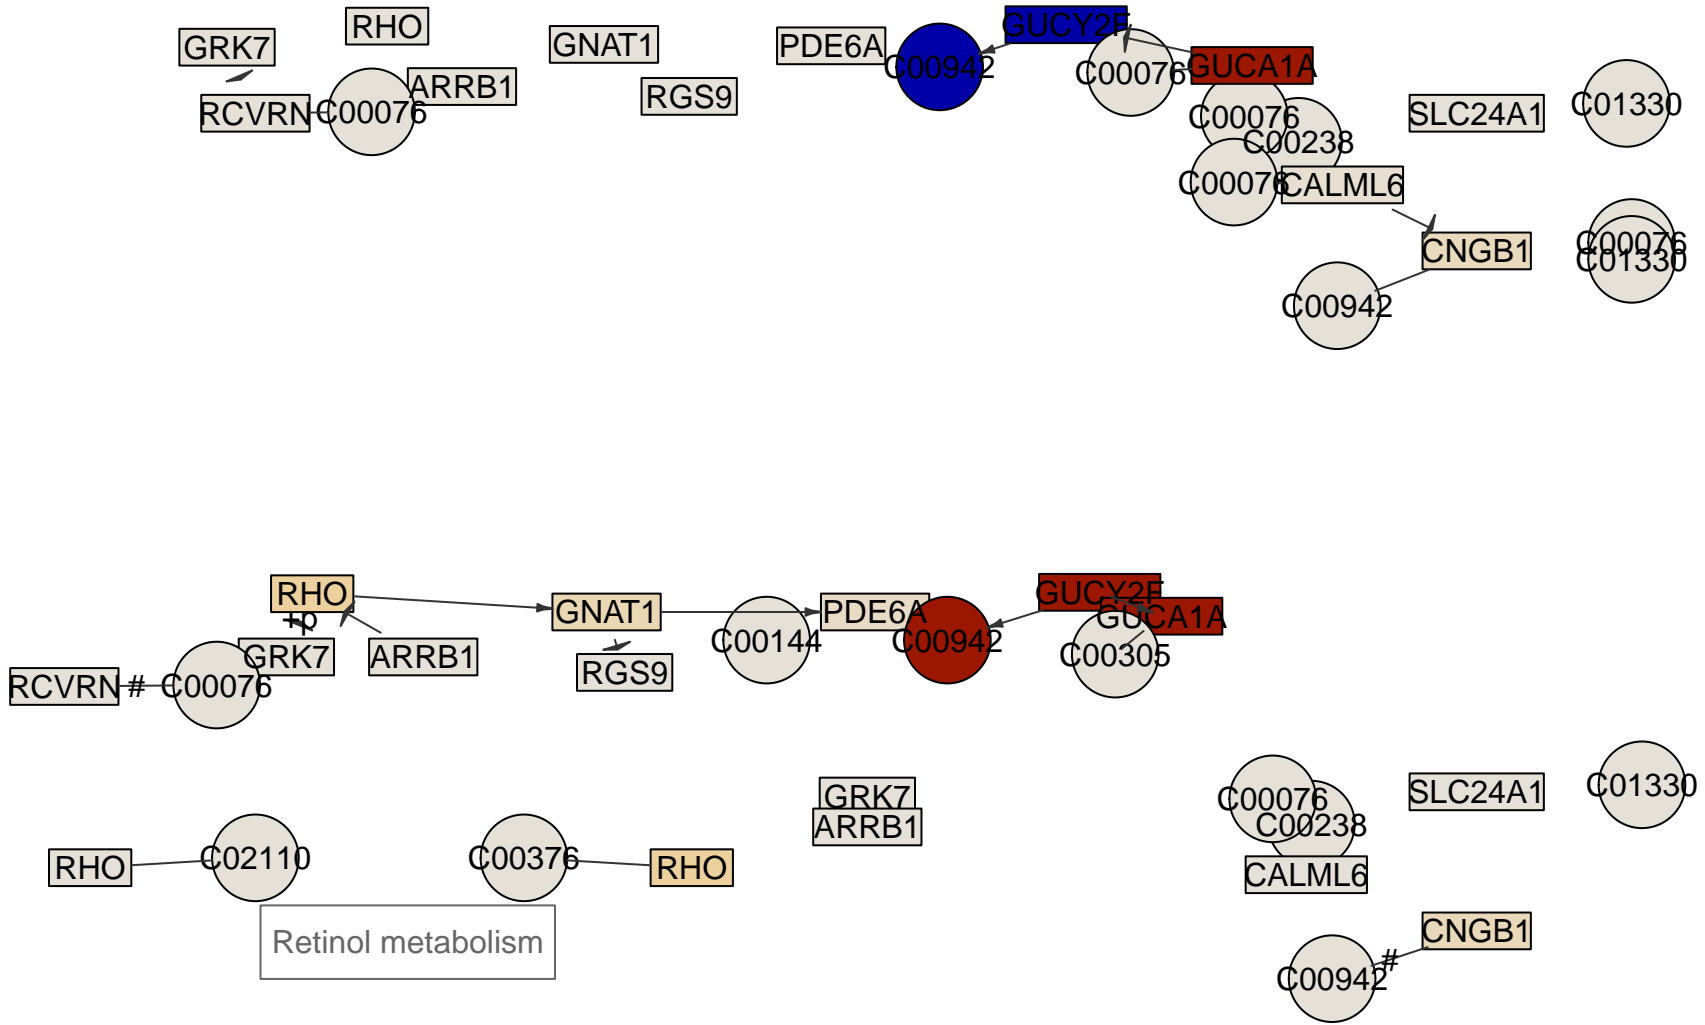 RHO
GRK7
GNAT1
PDE6A
GUCY2F
C00942
C00076
GUCA1A
ARRB1
RGS9
RCVRN
C00076
C00076
SLC24A1
C01330
C00238
C00076
CALML6
CNGB1
C00076
C01330
C00942
RHO
+p
GNAT1
PDE6A
GUCY2F
GUCA1A
GRK7
ARRB1
RGS9
C00144
C00942
C00305
RCVRN
#
C00076
GRK7
ARRB1
C00076
C00238
SLC24A1
C01330
RHO
C02110
C00376
RHO
CALML6
Retinol metabolism
CNGB1
#
C00942